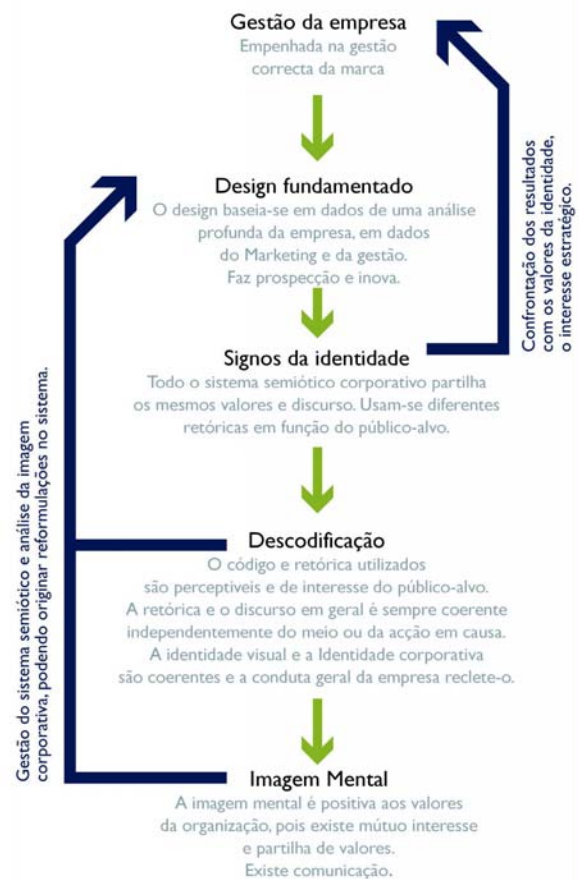 Gestão da empresa
Empenhada na gestão
correcta da marca
Design fundamentado
O design baseia-se em dados de uma análise
profunda da empresa, em dados
do Marketing e da gestão.
Faz prospecção e inova.
Signos da identidade
Todo o sistema semiótico corporativo partilha
os mesmos valores e discurso. Usam-se diferentes
retóricas em função do público-alvo.
Descodificação
O código e retórica utilizados
são perceptiveis e de interesse do público-alvo.
A retórica e o discurso em geral é sempre coerente
independentemente do meio ou da acção em causa.
A identidade visual e a Identidade corporativa
são coerentes e a conduta geral da empresa reclete-o.
Imagem Mental
A imagem mental é positiva aos valores
da organização, pois existe mútuo interesse
e partilha de valores.
Existe comunicação.
Confrontação dos resultados
com os valores da identidade,
o interesse estratégico.
Gestão do sistema semiótico e análise da imagem
corporativa, podendo originar reformulações no sistema.